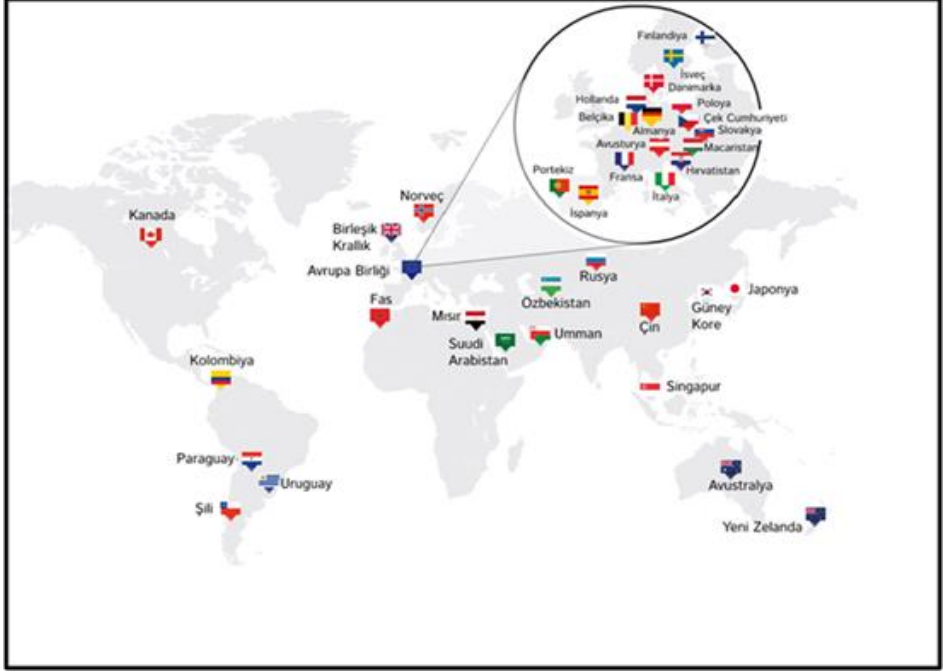 Finlandiya
İsveç
Danimarka
Hollanda
Poloya
Belçika
Çek Cumhuriyeti
Almanya
Slovakya
Avusturya
Macaristan
Hırvatistan
Fransa
Portekiz
İtalya
İspanya
Norveç
Kanada
Birleşik
Krallık
Avrupa Birliği
Rusya
Özbekistan
Japonya
Güney
Kore
Fas
Mısır
Çin
Umman
Suudi
Arabistan
Kolombiya
Singapur
Paraguay
Uruguay
Avustralya
Şili
Yeni Zelanda